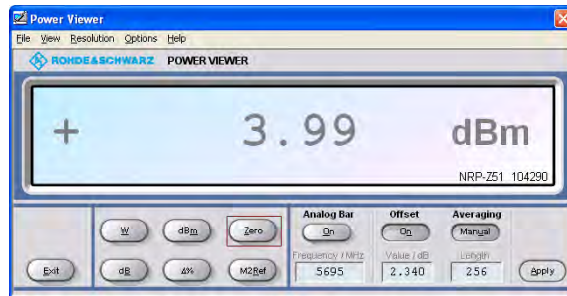 Power Viewer
File View Resolution Options Help
ROHDE&SCHWARZ POWER VIEWER
+ 3.99 dBm
NRP-Z51 104290
Analog Bar Offset Averaging
W dBm Zero On On Manual
Frequency / MHz Value / dB Length
Exit dB Δ% M2Ref 5695 2.340 256 Apply